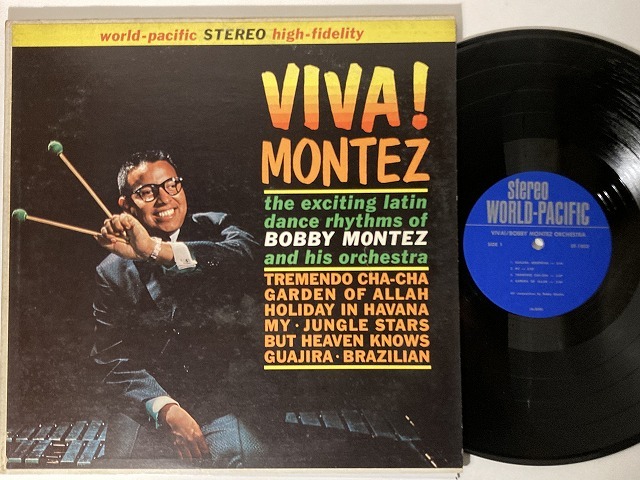 world-pacific STEREO high-fidelity
VIVA!
MONTEZ
the exciting latin
dance rhythms of
BOBBY MONTEZ
and his orchestra
TREMENDO CHA-CHA
GARDEN OF ALLAH
HOLIDAY IN HAVANA
MY · JUNGLE STARS
BUT HEAVEN KNOWS
GUAJIRA · BRAZILIAN
stereo
WORLD-PACIFIC
VIVA!/BOBBY MONTEZ ORCHESTRA
SIDE 1